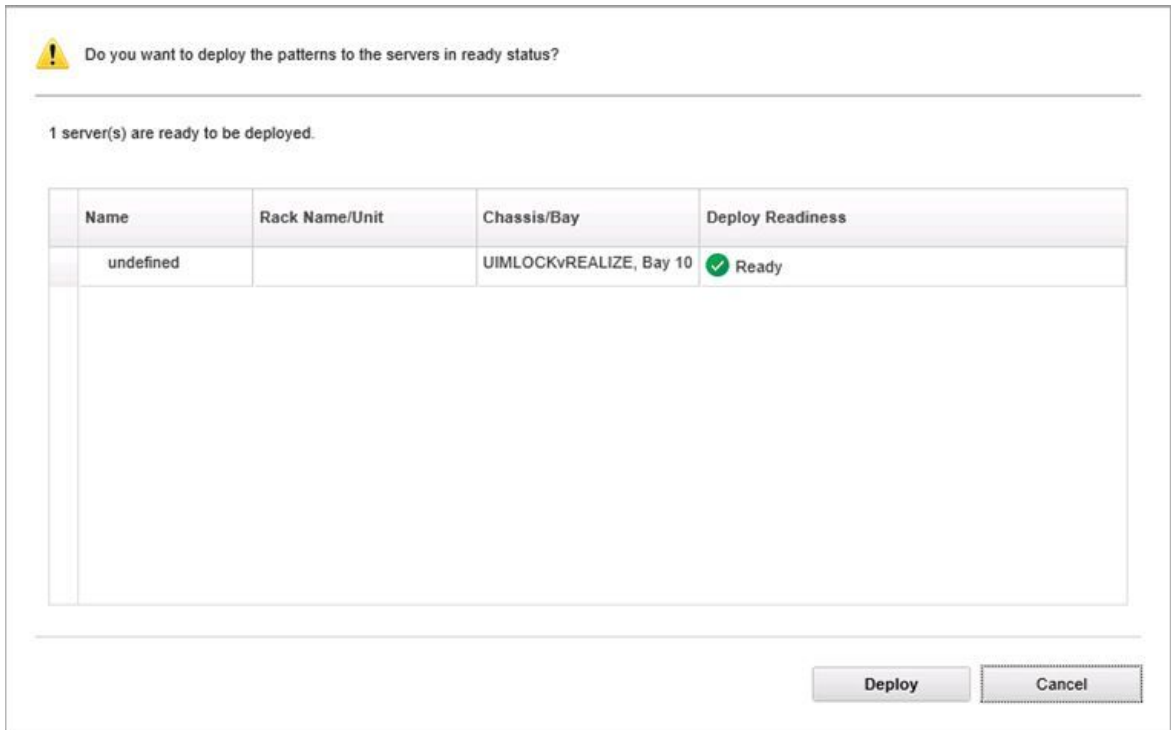 Do you want to deploy the patterns to the servers in ready status?
1 server(s) are ready to be deployed.
Name Rack Name/Unit Chassis/Bay Deploy Readiness
undefined UIMLOCKvREALIZE, Bay 10 Ready
Deploy Cancel